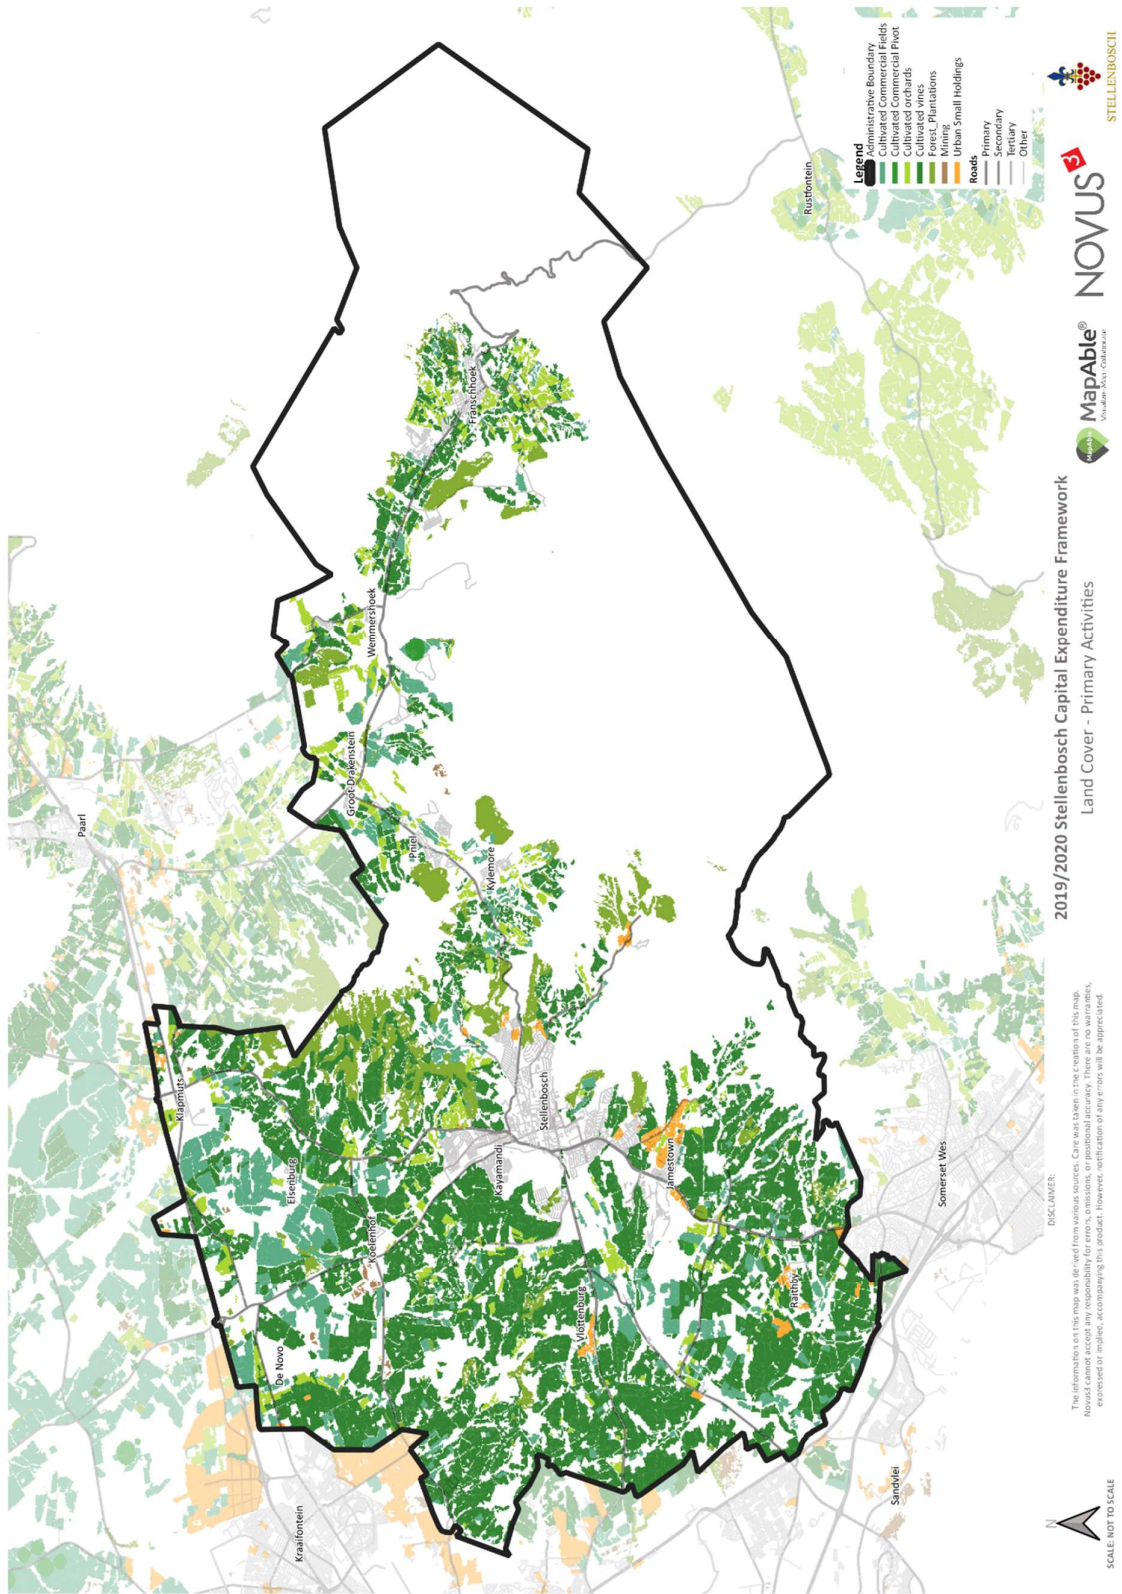 Paarl
Klapmuts
Kraaifontein
De Novo
Elsenburg
Koelenhof
Groot-Drakenstein
Wemmershoek
Pniel
Franschhoek
Kylemore
Kayamandi
Stellenbosch
Vlottenburg
Jamestown
Raithby
Rustfontein
Sandvlei
Somerset Wes
Legend
Administrative Boundary
Cultivated Commercial Fields
Cultivated Commercial Pivot
Cultivated orchards
Cultivated vines
Forest_Plantations
Mining
Urban Small Holdings
Roads
Primary
Secondary
Tertiary
Other
N
SCALE: NOT TO SCALE
DISCLAIMER:
The information on this map was derived from various sources. Care was taken in the creation of this map.
Novus3 cannot accept any responsibility for errors, omissions, or positional accuracy. There are no warranties,
expressed or implied, accompanying this product. However, notification of any errors will be appreciated.
2019/2020 Stellenbosch Capital Expenditure Framework
Land Cover - Primary Activities
MapAble
MapAble®
NOVUS3
STELLENBOSCH